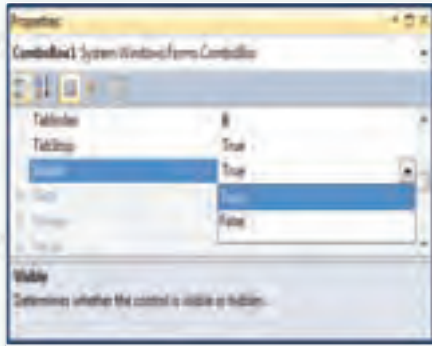 Properties
ComboBox1 System.Windows.Forms.ComboBox
TabIndex
TabStop True
Visible True
True
False
Visible
Determines whether the control is visible or hidden.